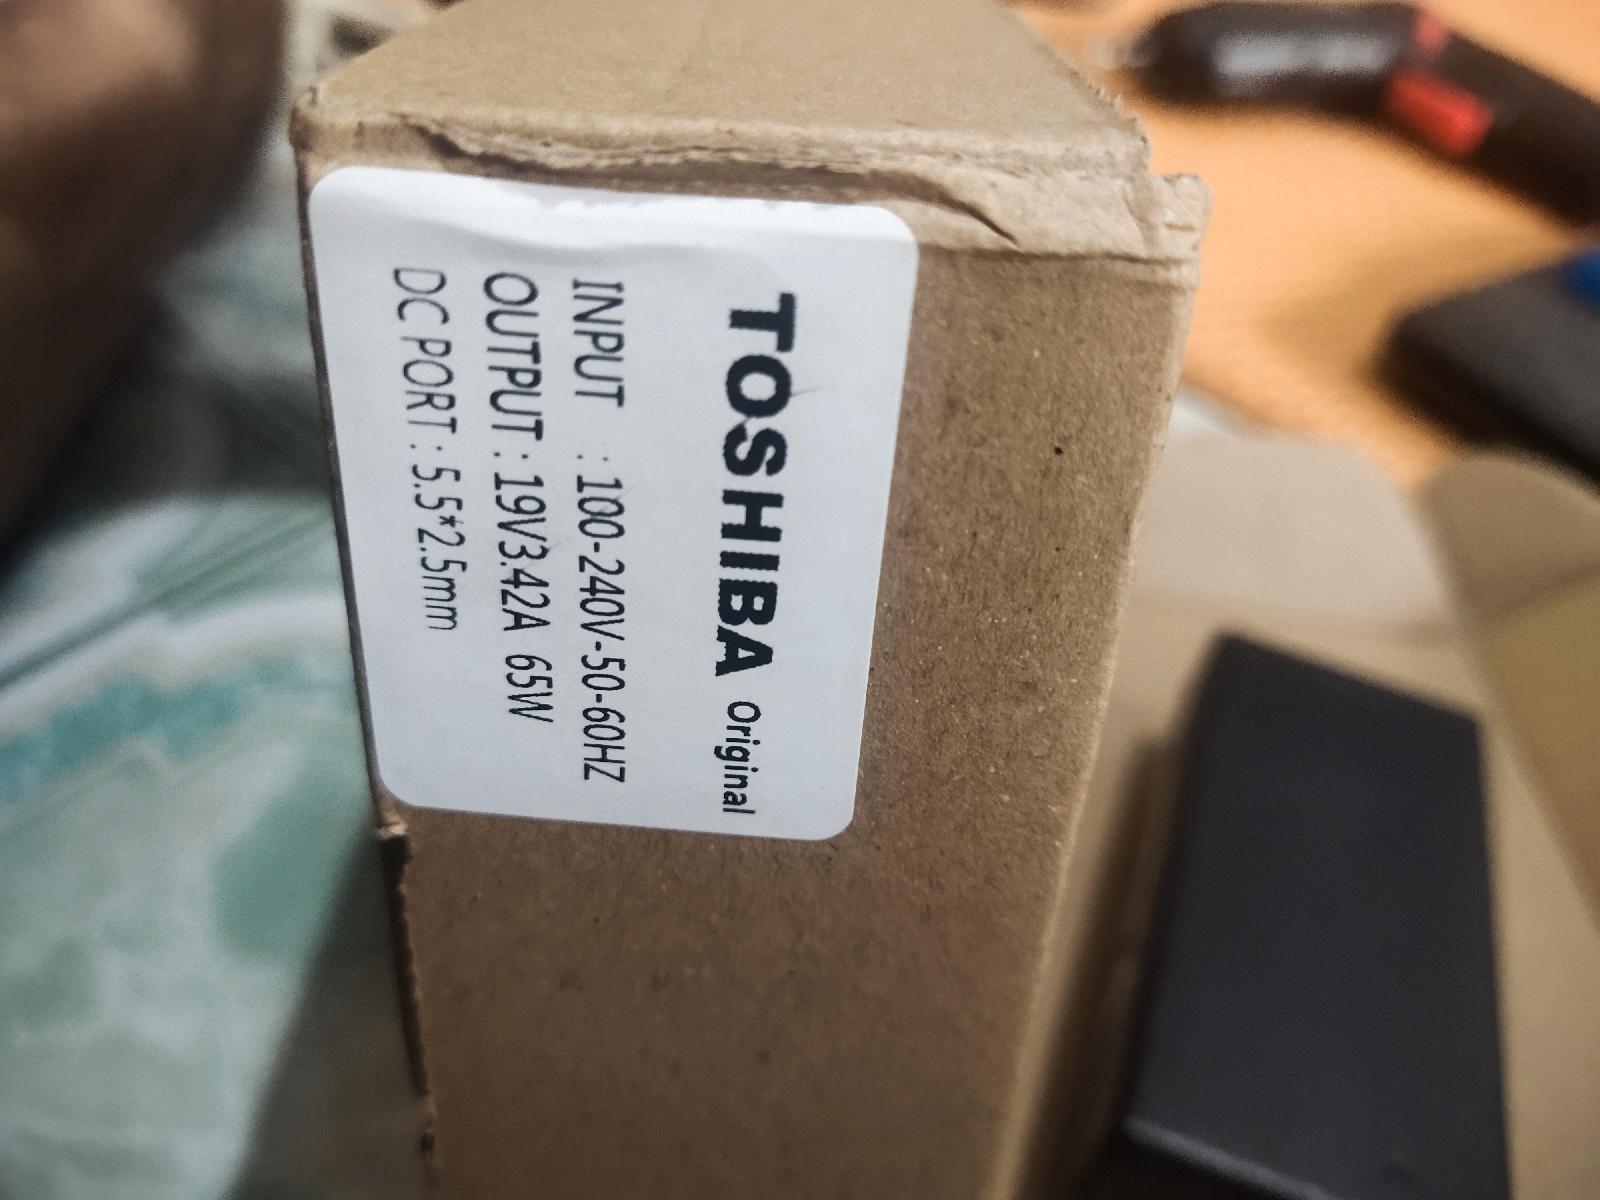 TOSHIBA Original
INPUT : 100-240V-50-60HZ
OUTPUT : 19V3.42A 65W
DC PORT : 5.5*2.5mm